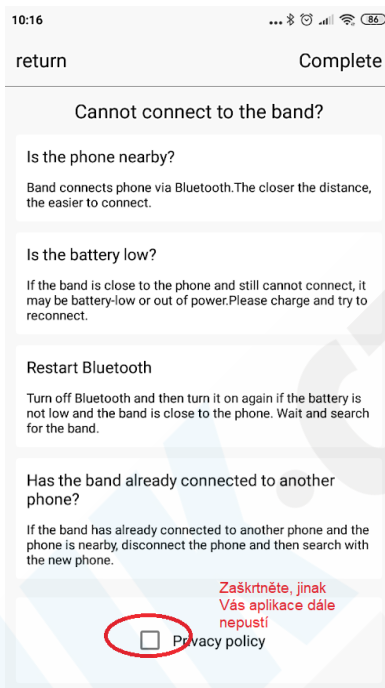 10:16
... 86
return
Complete
Cannot connect to the band?
Is the phone nearby?
Band connects phone via Bluetooth.The closer the distance,
the easier to connect.
Is the battery low?
If the band is close to the phone and still cannot connect, it
may be battery-low or out of power.Please charge and try to
reconnect.
Restart Bluetooth
Turn off Bluetooth and then turn it on again if the battery is
not low and the band is close to the phone. Wait and search
for the band.
Has the band already connected to another
phone?
If the band has already connected to another phone and the
phone is nearby, disconnect the phone and then search with
the new phone.
Zaškrtněte, jinak
Vás aplikace dále
nepustí
Privacy policy